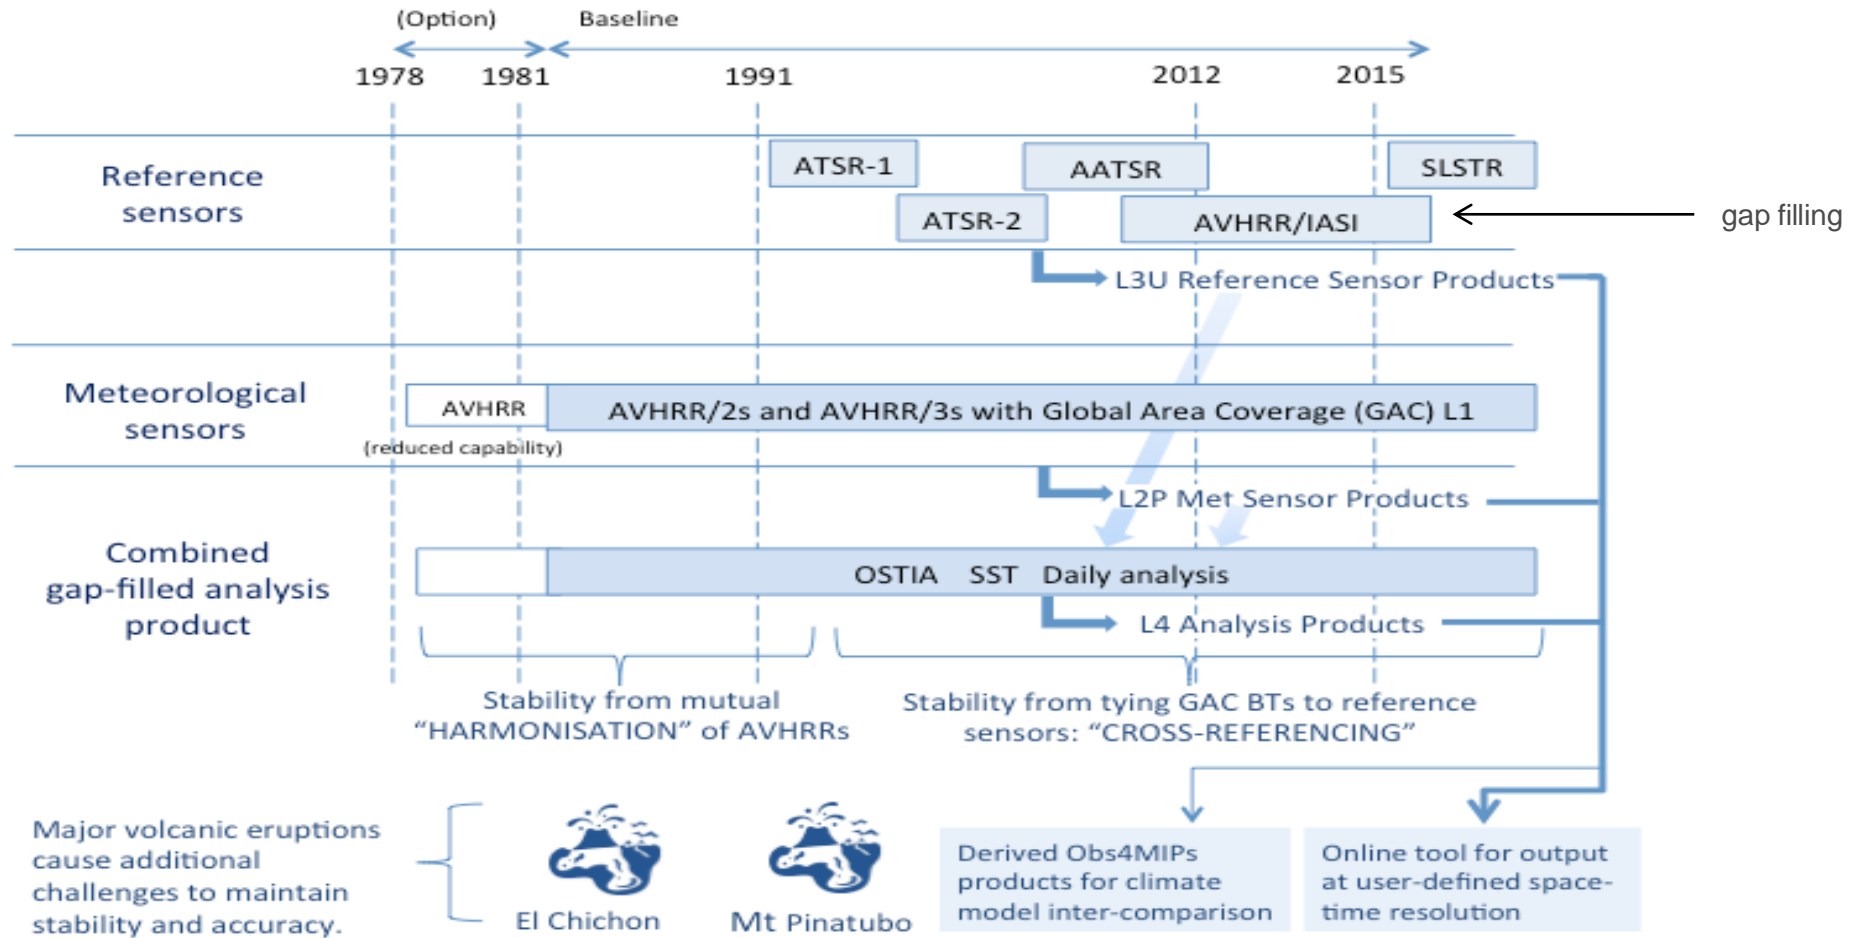 (Option) Baseline
1978 1981 1991 2012 2015
Reference
sensors
ATSR-1
AATSR
SLSTR
ATSR-2
AVHRR/IASI
gap filling
L3U Reference Sensor Products
Meteorological
sensors
AVHRR
(reduced capability)
AVHRR/2s and AVHRR/3s with Global Area Coverage (GAC) L1
L2P Met Sensor Products
Combined
gap-filled analysis
product
OSTIA SST Daily analysis
L4 Analysis Products
Stability from mutual
“HARMONISATION” of AVHRRs
Stability from tying GAC BTs to reference
sensors: “CROSS-REFERENCING”
Major volcanic eruptions
cause additional
challenges to maintain
stability and accuracy.
El Chichon
Mt Pinatubo
Derived Obs4MIPs
products for climate
model inter-comparison
Online tool for output
at user-defined space-
time resolution